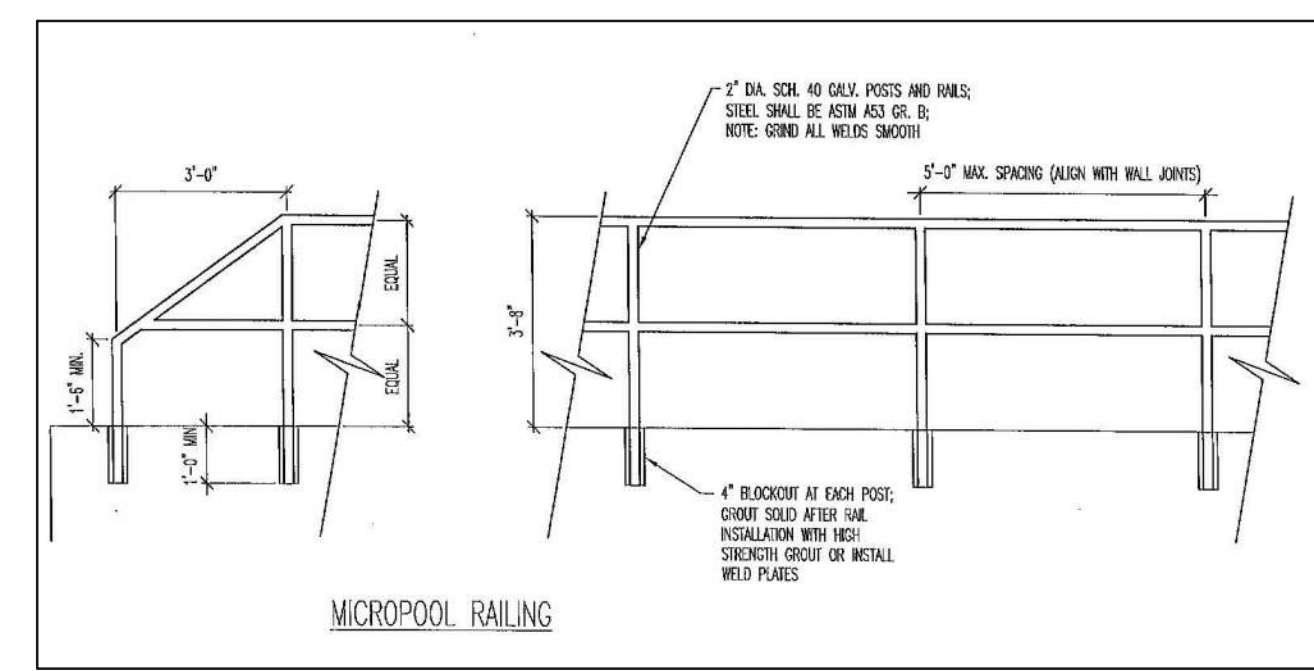 2" DIA. SCH. 40 GALV. POSTS AND RAILS;
STEEL SHALL BE ASTM A53 GR. B;
NOTE: GRIND ALL WELDS SMOOTH
3'-0"
5'-0" MAX. SPACING (ALIGN WITH WALL JOINTS)
EQUAL
3'-8"
1'-6" MIN.
EQUAL
1'-0" MIN
4" BLOCKOUT AT EACH POST;
GROUT SOLID AFTER RAIL
INSTALLATION WITH HIGH
STRENGTH GROUT OR INSTALL
WELD PLATES
MICROPOOL RAILING